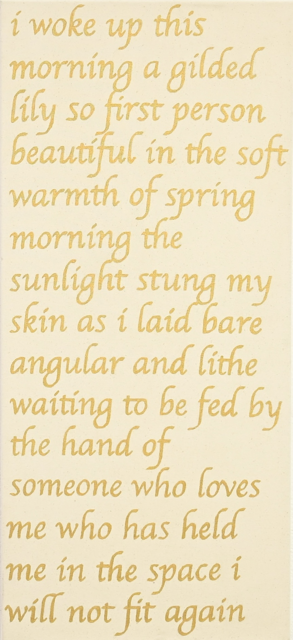 i woke up this
morning a gilded
lily so first person
beautiful in the soft
warmth of spring
morning the
sunlight stung my
skin as i laid bare
angular and lithe
waiting to be fed by
the hand of
someone who loves
me who has held
me in the space i
will not fit again